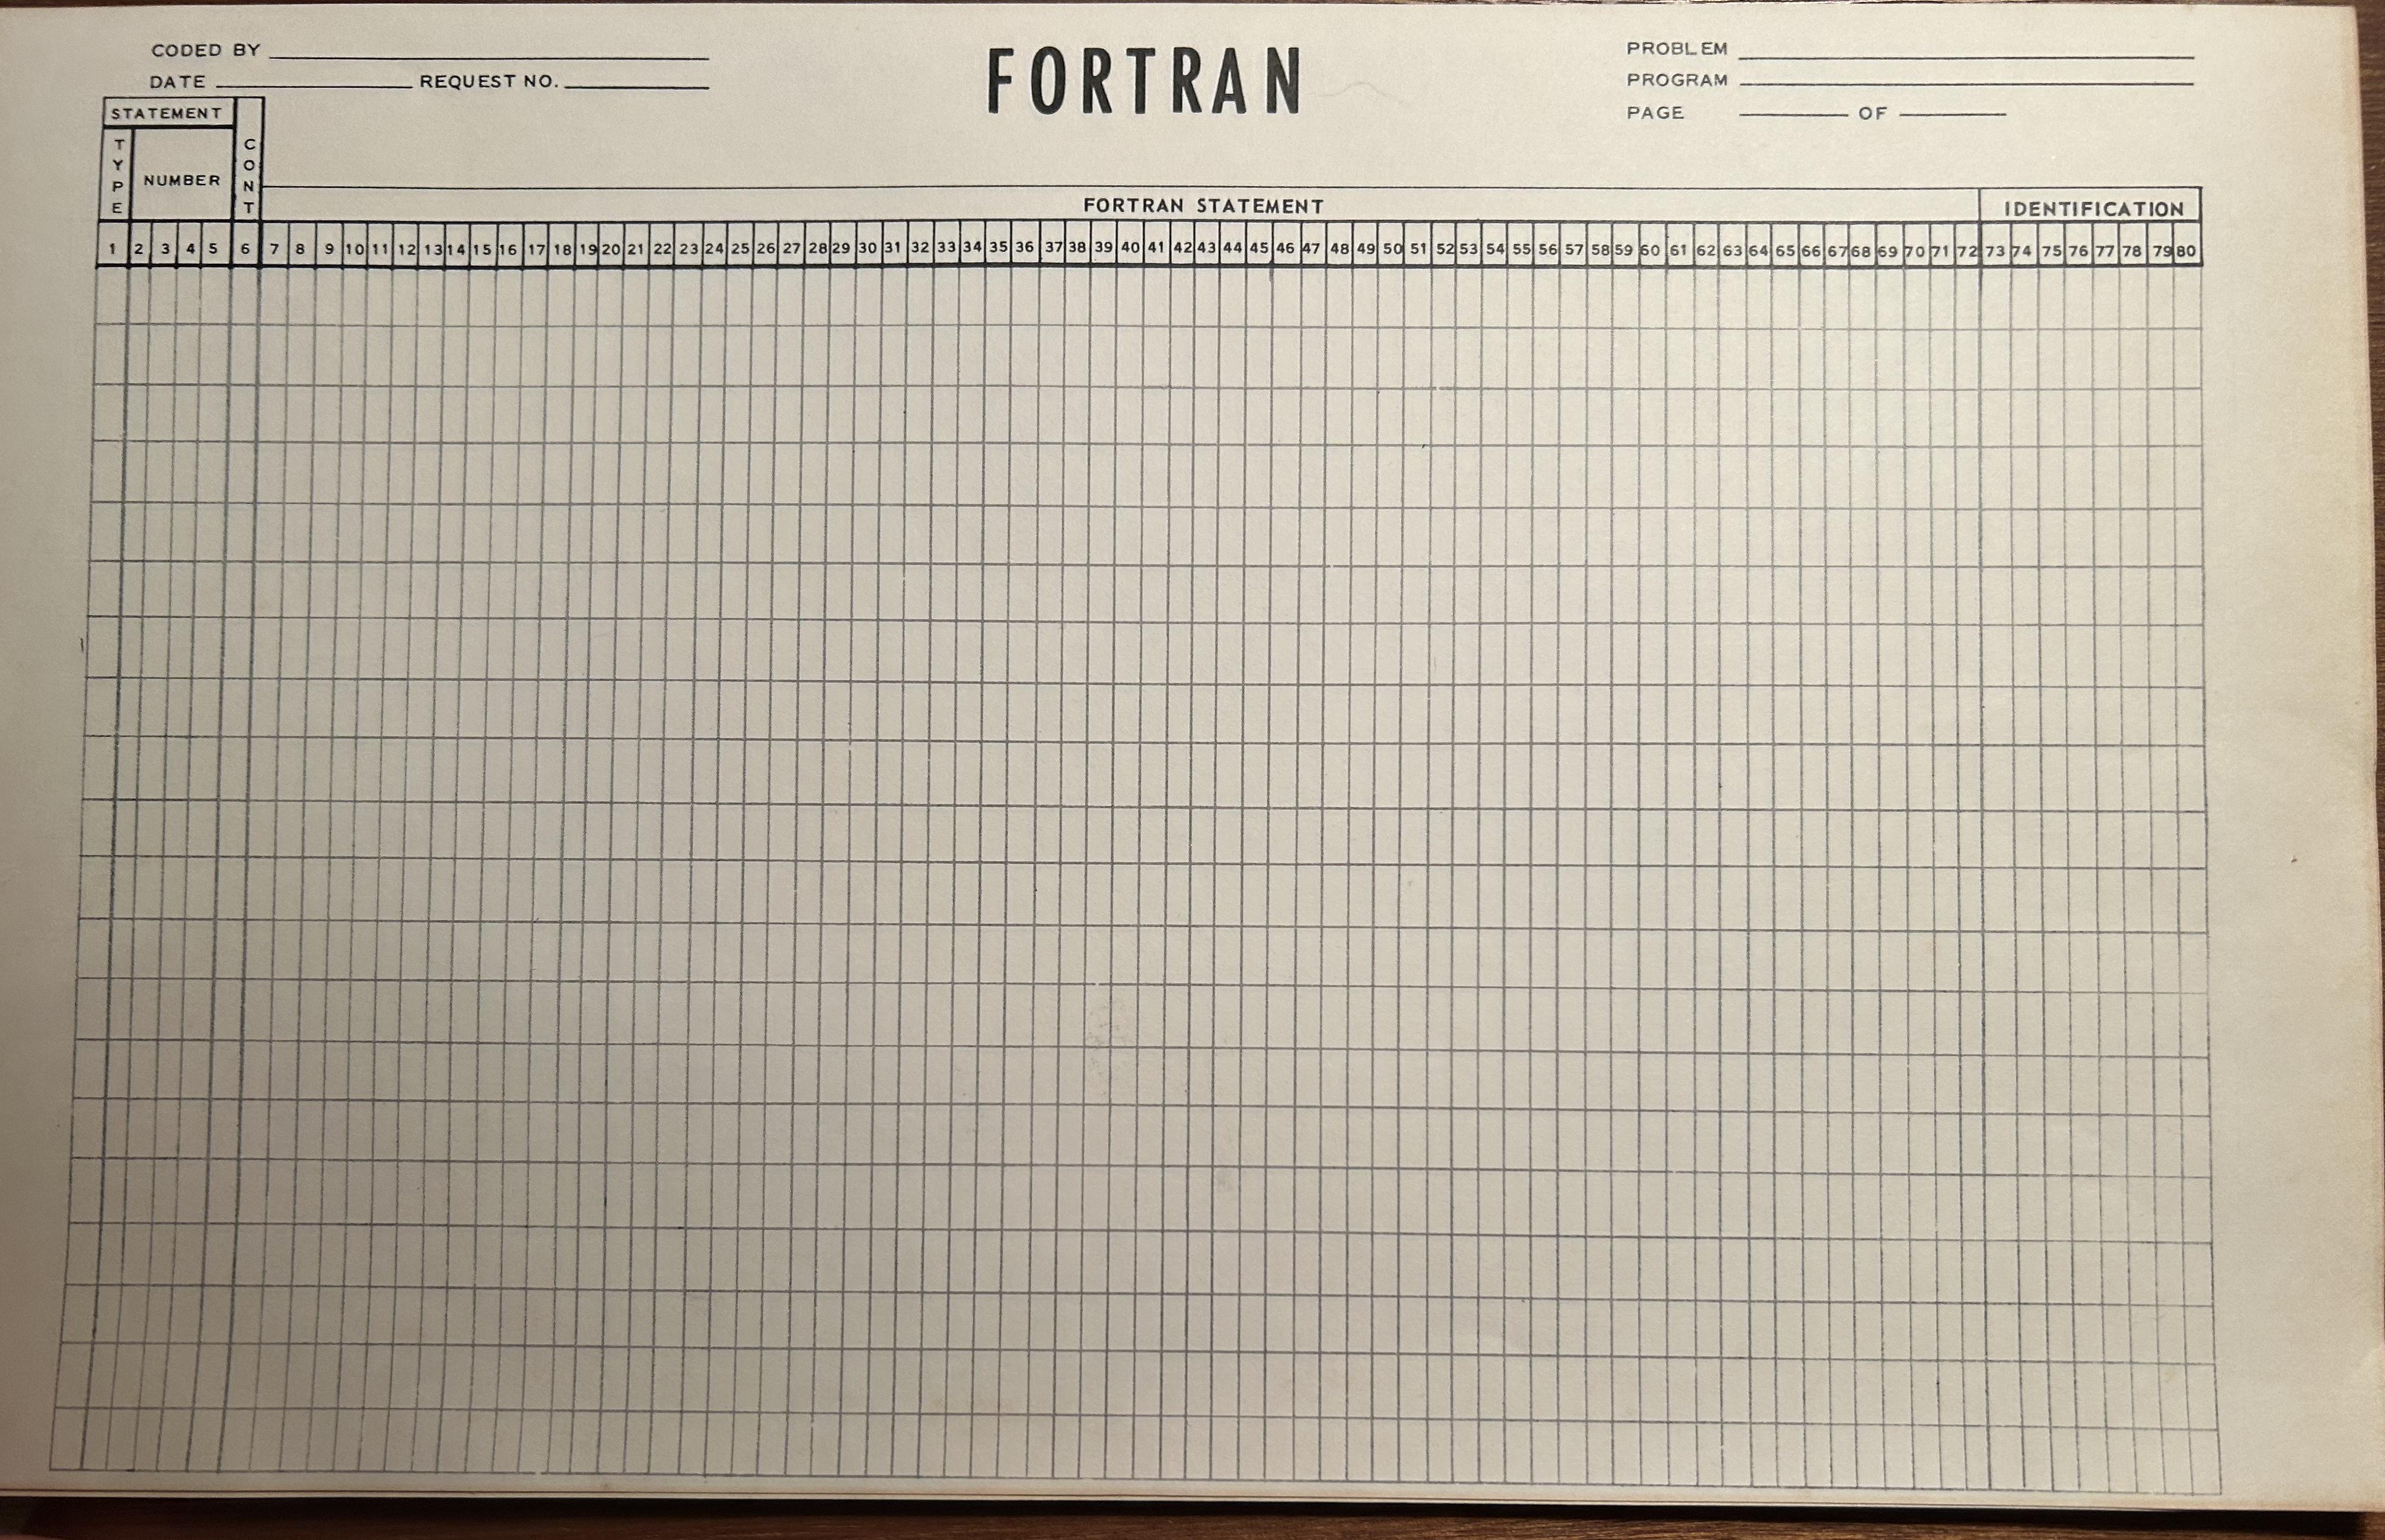 CODED BY
DATE REQUEST NO.
FORTRAN
PROBLEM
PROGRAM
PAGE OF
STATEMENT
TYPE
NUMBER
CONT
FORTRAN STATEMENT
IDENTIFICATION
1 2 3 4 5 6 7 8 9 10 11 12 13 14 15 16 17 18 19 20 21 22 23 24 25 26 27 28 29 30 31 32 33 34 35 36 37 38 39 40 41 42 43 44 45 46 47 48 49 50 51 52 53 54 55 56 57 58 59 60 61 62 63 64 65 66 67 68 69 70 71 72 73 74 75 76 77 78 79 80